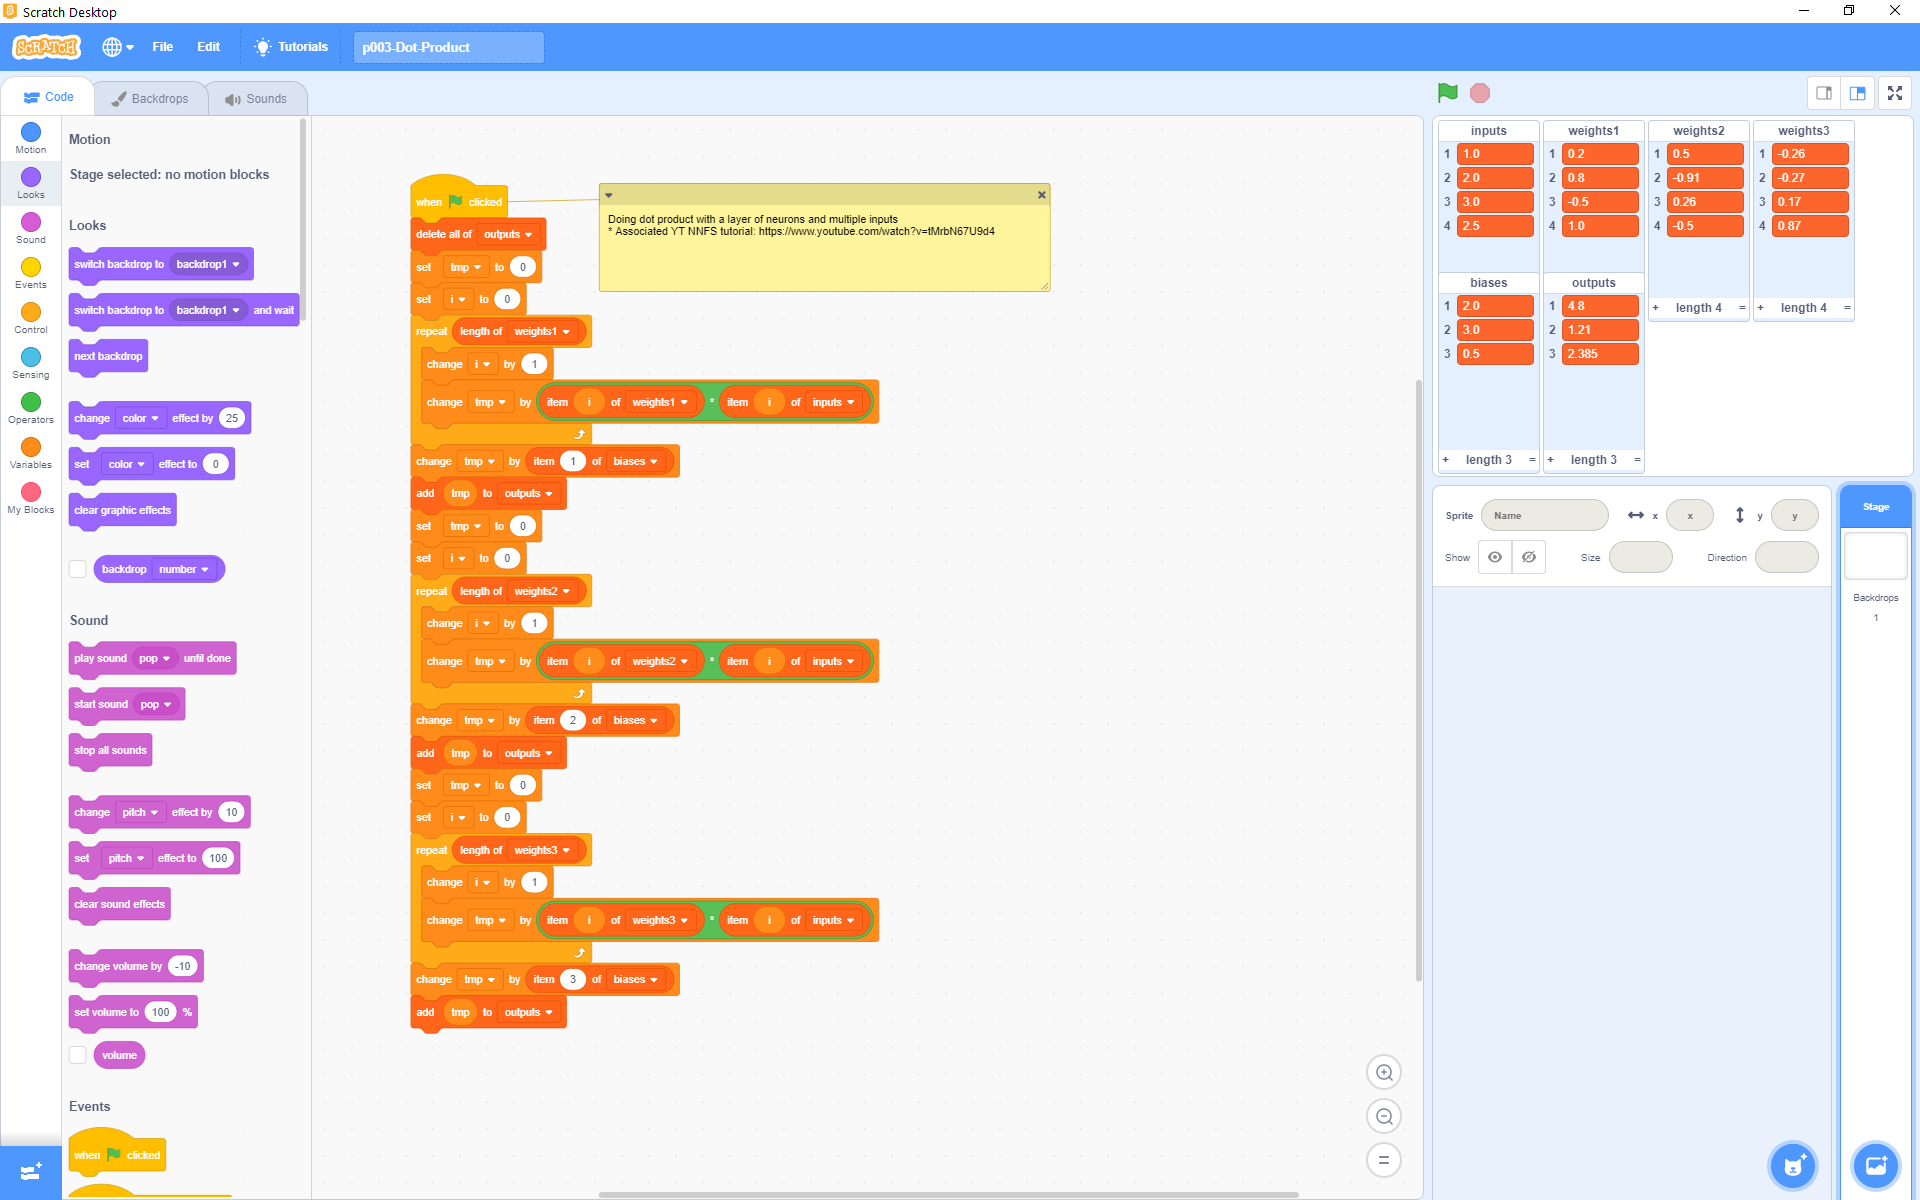 Scratch Desktop
SCRATCH File Edit Tutorials p003-Dot-Product
Code Backdrops Sounds
Motion
Looks
Sound
Events
Control
Sensing
Operators
Variables
My Blocks
Motion
Stage selected: no motion blocks
Looks
switch backdrop to backdrop1
switch backdrop to backdrop1 and wait
next backdrop
change color effect by 25
set color effect to 0
clear graphic effects
backdrop number
Sound
play sound pop until done
start sound pop
stop all sounds
change pitch effect by 10
set pitch effect to 100
clear sound effects
change volume by -10
set volume to 100 %
volume
Events
when clicked
when clicked
delete all of outputs
set tmp to 0
set i to 0
repeat length of weights1
change i by 1
change tmp by item i of weights1 * item i of inputs
change tmp by item 1 of biases
add tmp to outputs
set tmp to 0
set i to 0
repeat length of weights2
change i by 1
change tmp by item i of weights2 * item i of inputs
change tmp by item 2 of biases
add tmp to outputs
set tmp to 0
set i to 0
repeat length of weights3
change i by 1
change tmp by item i of weights3 * item i of inputs
change tmp by item 3 of biases
add tmp to outputs
Doing dot product with a layer of neurons and multiple inputs
* Associated YT NNFS tutorial: https://www.youtube.com/watch?v=tMrbN67U9d4
inputs
1 1.0
2 2.0
3 3.0
4 2.5
weights1
1 0.2
2 0.8
3 -0.5
4 1.0
weights2
1 0.5
2 -0.91
3 0.26
4 -0.5
+ length 4 =
weights3
1 -0.26
2 -0.27
3 0.17
4 0.87
+ length 4 =
biases
1 2.0
2 3.0
3 0.5
+ length 3 =
outputs
1 4.8
2 1.21
3 2.385
+ length 3 =
Sprite Name x x y y
Show Size Direction
Stage
Backdrops
1